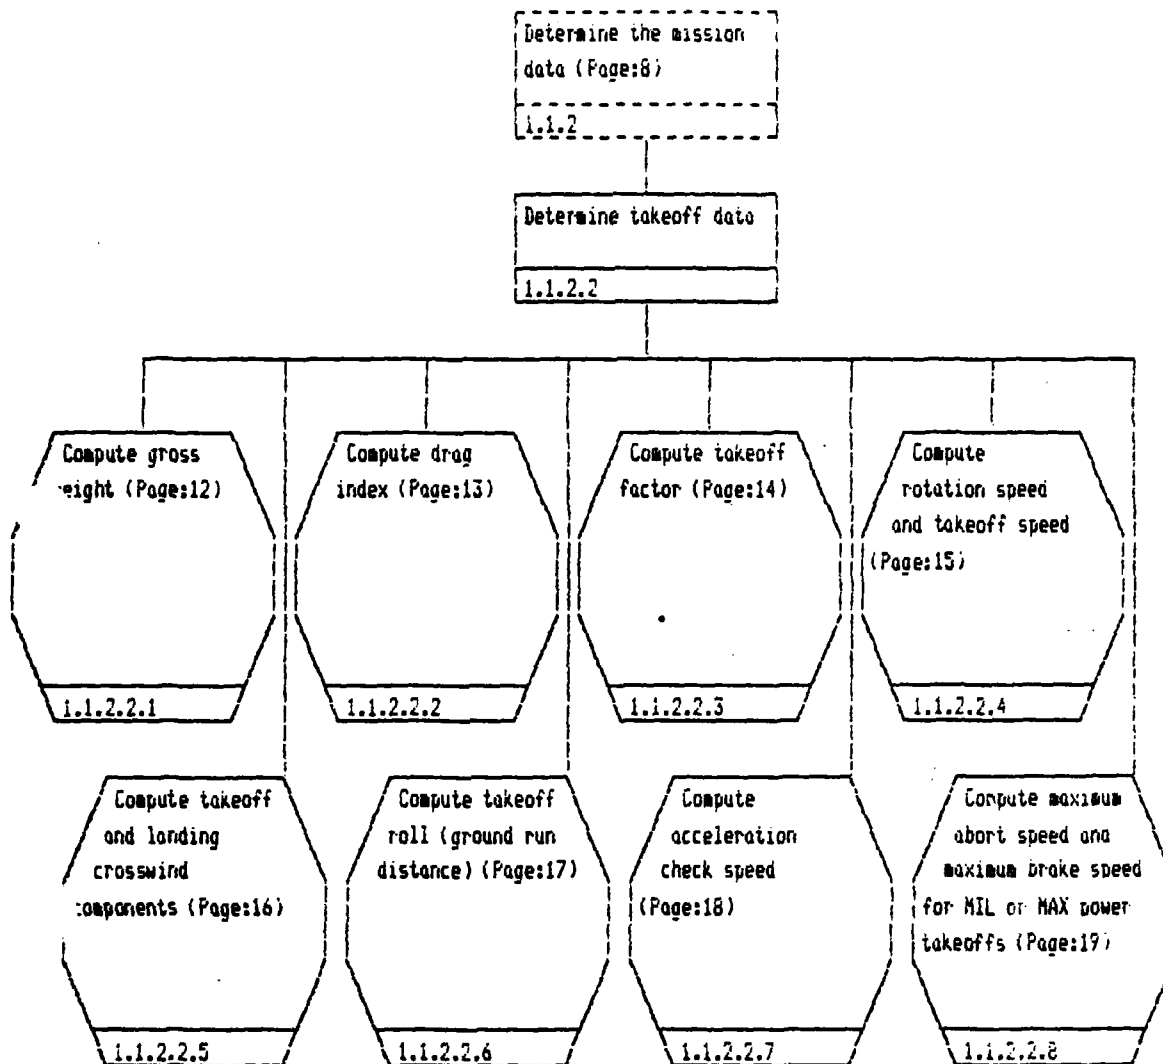 Determine the mission
data (Page:8)
1.1.2
Determine takeoff data
1.1.2.2
Compute gross
eight (Page:12)
1.1.2.2.1
Compute drag
index (Page:13)
1.1.2.2.2
Compute takeoff
factor (Page:14)
1.1.2.2.3
Compute
rotation speed
and takeoff speed
(Page:15)
1.1.2.2.4
Compute takeoff
and landing
crosswind
components (Page:16)
1.1.2.2.5
Compute takeoff
roll (ground run
distance) (Page:17)
1.1.2.2.6
Compute
acceleration
check speed
(Page:18)
1.1.2.2.7
Compute maximum
abort speed and
maximum brake speed
for MIL or MAX power
takeoffs (Page:19)
1.1.2.2.8